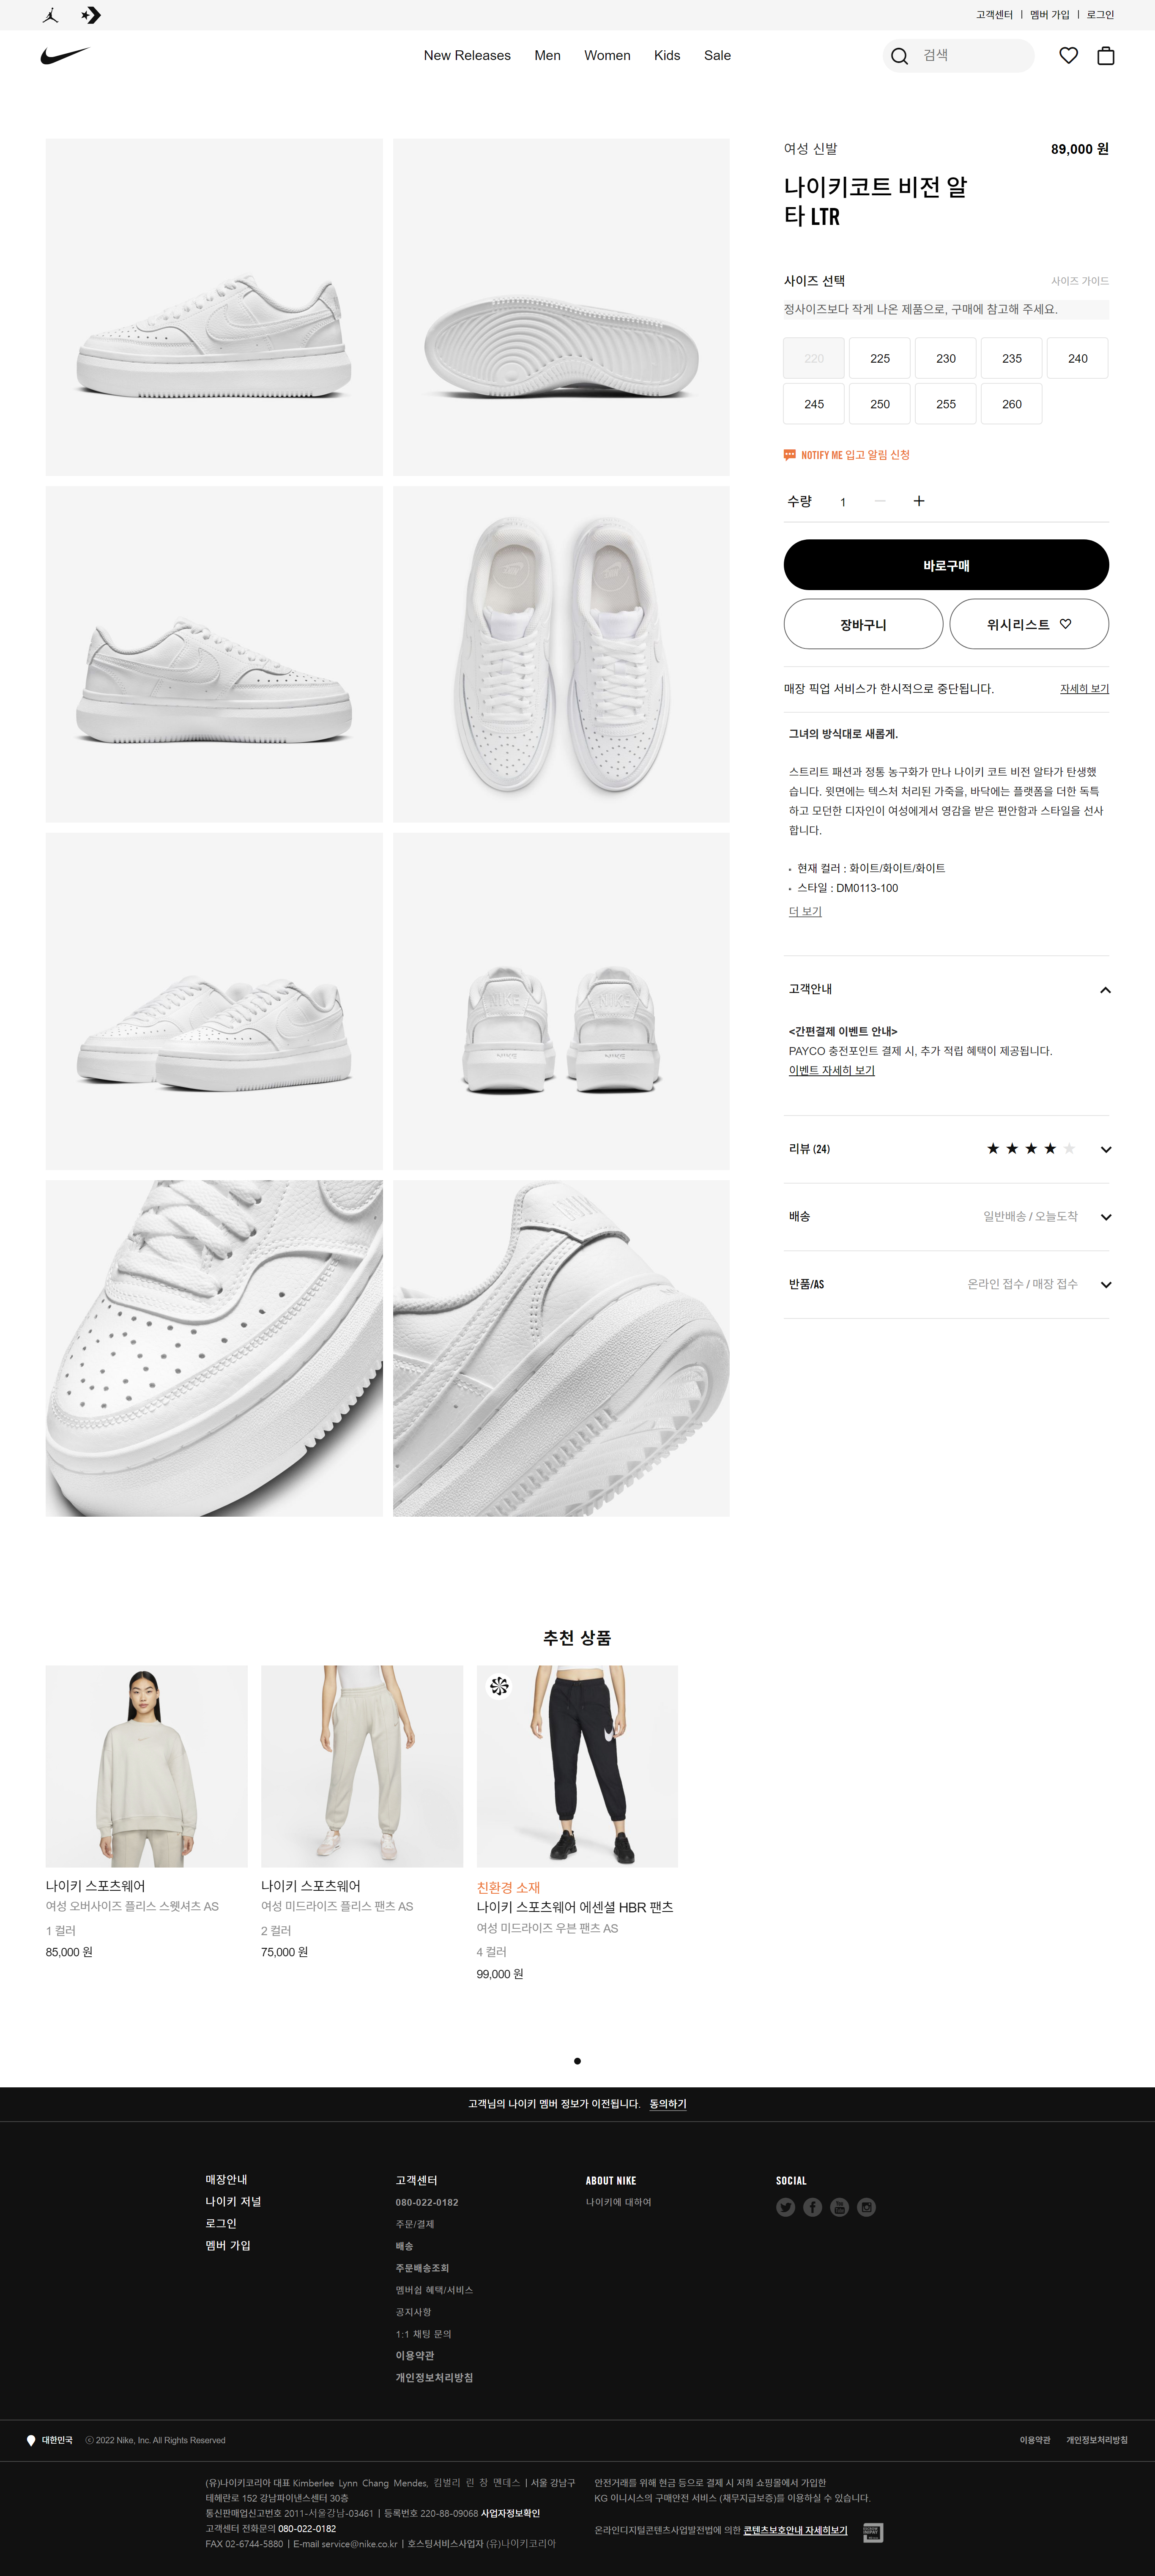 고객센터 | 멤버 가입 | 로그인
New Releases Men Women Kids Sale
검색
여성 신발 89,000 원
나이키코트 비전 알
타 LTR
사이즈 선택 사이즈 가이드
정사이즈보다 작게 나온 제품으로, 구매에 참고해 주세요.
220 225 230 235 240
245 250 255 260
NOTIFY ME 입고 알림 신청
수량 1
바로구매
장바구니 위시리스트
매장 픽업 서비스가 한시적으로 중단됩니다. 자세히 보기
그녀의 방식대로 새롭게.
스트리트 패션과 정통 농구화가 만나 나이키 코트 비전 알타가 탄생했
습니다. 윗면에는 텍스처 처리된 가죽을, 바닥에는 플랫폼을 더한 독특
하고 모던한 디자인이 여성에게서 영감을 받은 편안함과 스타일을 선사
합니다.
• 현재 컬러 : 화이트/화이트/화이트
• 스타일 : DM0113-100
더 보기
고객안내
<간편결제 이벤트 안내>
PAYCO 충전포인트 결제 시, 추가 적립 혜택이 제공됩니다.
이벤트 자세히 보기
리뷰 (24) ★ ★ ★ ★ ★
배송 일반배송 / 오늘도착
반품/AS 온라인 접수 / 매장 접수
추천 상품
나이키 스포츠웨어
여성 오버사이즈 플리스 스웻셔츠 AS
1 컬러
85,000 원
나이키 스포츠웨어
여성 미드라이즈 플리스 팬츠 AS
2 컬러
75,000 원
친환경 소재
나이키 스포츠웨어 에센셜 HBR 팬츠
여성 미드라이즈 우븐 팬츠 AS
4 컬러
99,000 원
고객님의 나이키 멤버 정보가 이전됩니다. 동의하기
매장안내
나이키 저널
로그인
멤버 가입
고객센터
080-022-0182
주문/결제
배송
주문배송조회
멤버쉽 혜택/서비스
공지사항
1:1 채팅 문의
이용약관
개인정보처리방침
ABOUT NIKE
나이키에 대하여
SOCIAL
대한민국 ⓒ 2022 Nike, Inc. All Rights Reserved
이용약관 개인정보처리방침
(유)나이키코리아 대표 Kimberlee Lynn Chang Mendes, 킴벌리 린 장 멘데스 | 서울 강남구
테헤란로 152 강남파이낸스센터 30층
통신판매업신고번호 2011-서울강남-03461 | 등록번호 220-88-09068 사업자정보확인
고객센터 전화문의 080-022-0182
FAX 02-6744-5880 | E-mail service@nike.co.kr | 호스팅서비스사업자 (유)나이키코리아
안전거래를 위해 현금 등으로 결제 시 저희 쇼핑몰에서 가입한
KG 이니시스의 구매안전 서비스 (채무지급보증)를 이용하실 수 있습니다.
온라인디지털콘텐츠사업발전법에 의한 콘텐츠보호안내 자세히보기